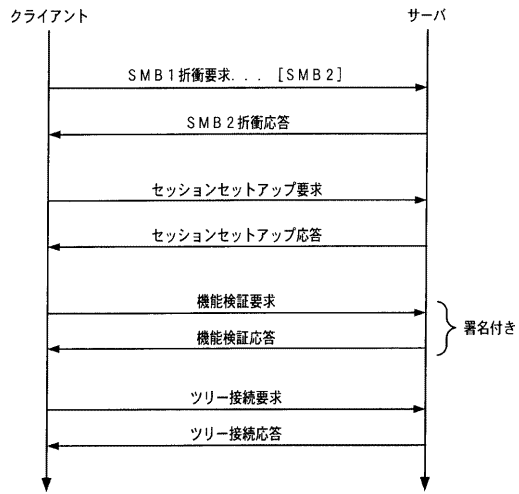 クライアント
サーバ
SMB1折衝要求... [SMB2]
SMB2折衝応答
セッションセットアップ要求
セッションセットアップ応答
機能検証要求
機能検証応答
署名付き
ツリー接続要求
ツリー接続応答